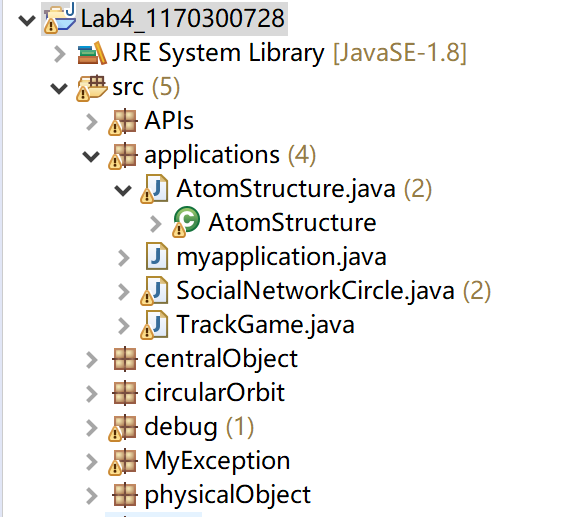 Lab4_1170300728
JRE System Library [JavaSE-1.8]
src (5)
APIs
applications (4)
AtomStructure.java (2)
AtomStructure
myapplication.java
SocialNetworkCircle.java (2)
TrackGame.java
centralObject
circularOrbit
debug (1)
MyException
physicalObject